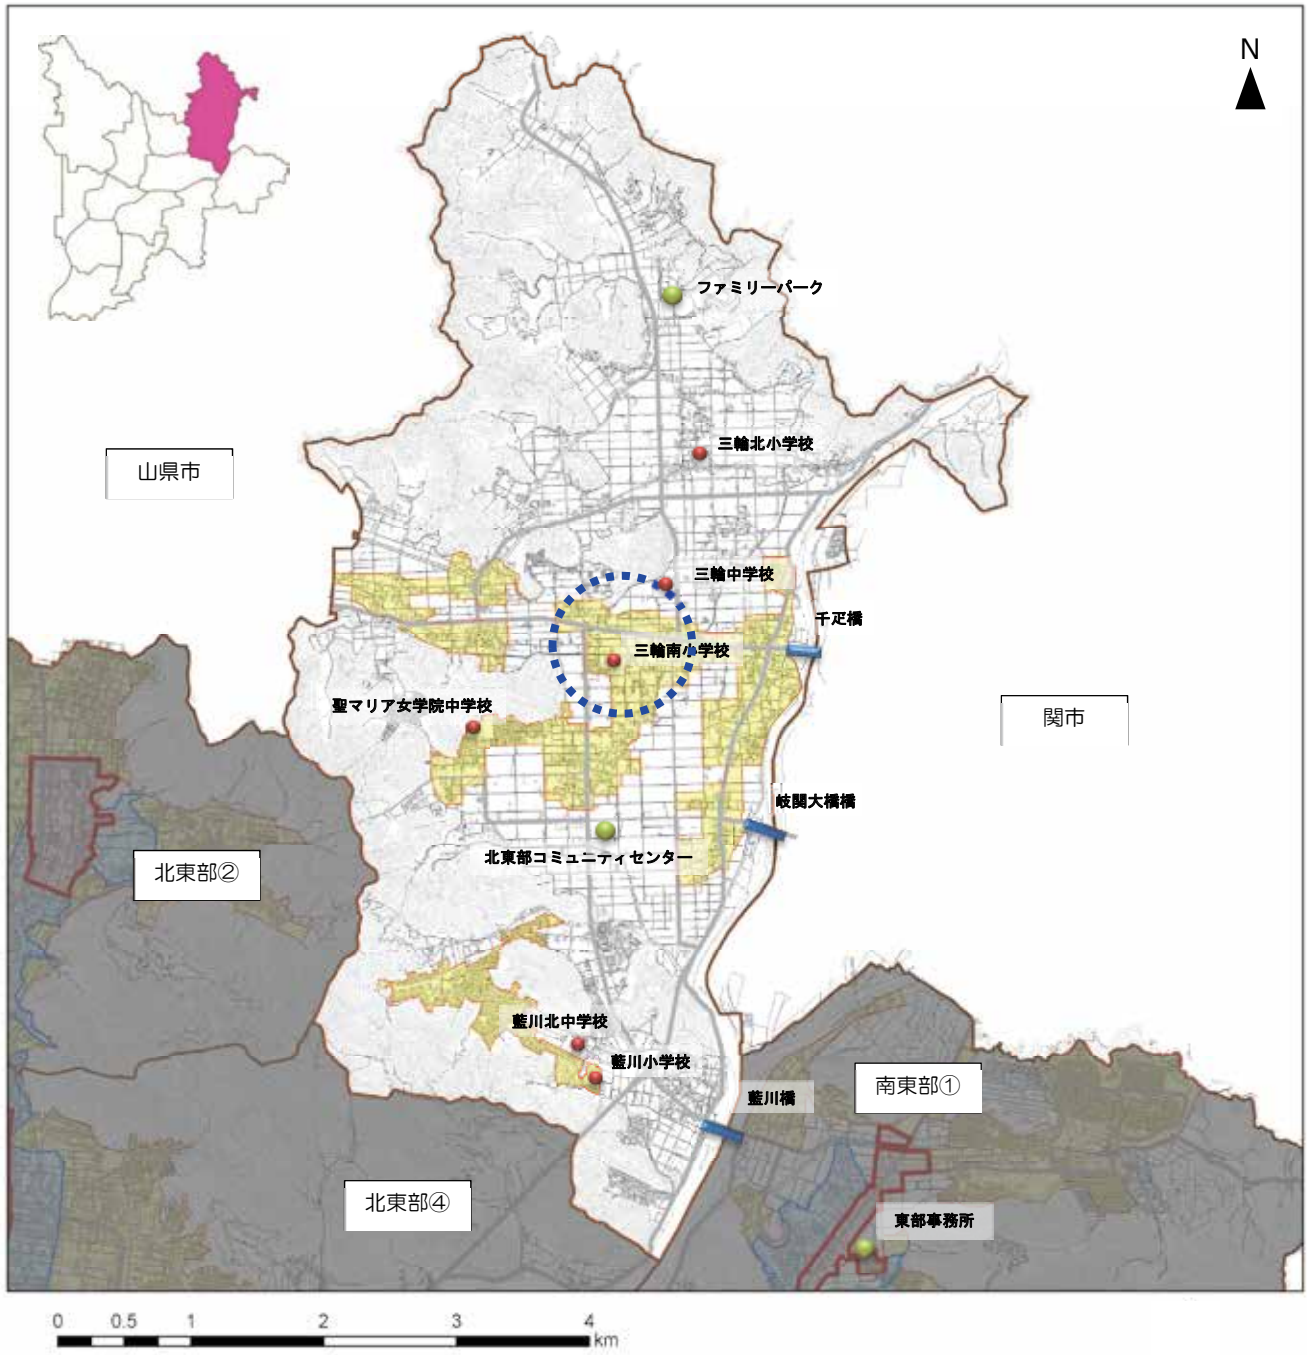 N
ファミリーパーク
三輪北小学校
山県市
三輪中学校
千疋橋
三輪南小学校
聖マリア女学院中学校
関市
岐関大橋橋
北東部コミュニティセンター
北東部②
藍川北中学校
藍川小学校
南東部①
藍川橋
北東部④
東部事務所
0 0.5 1 2 3 4
km